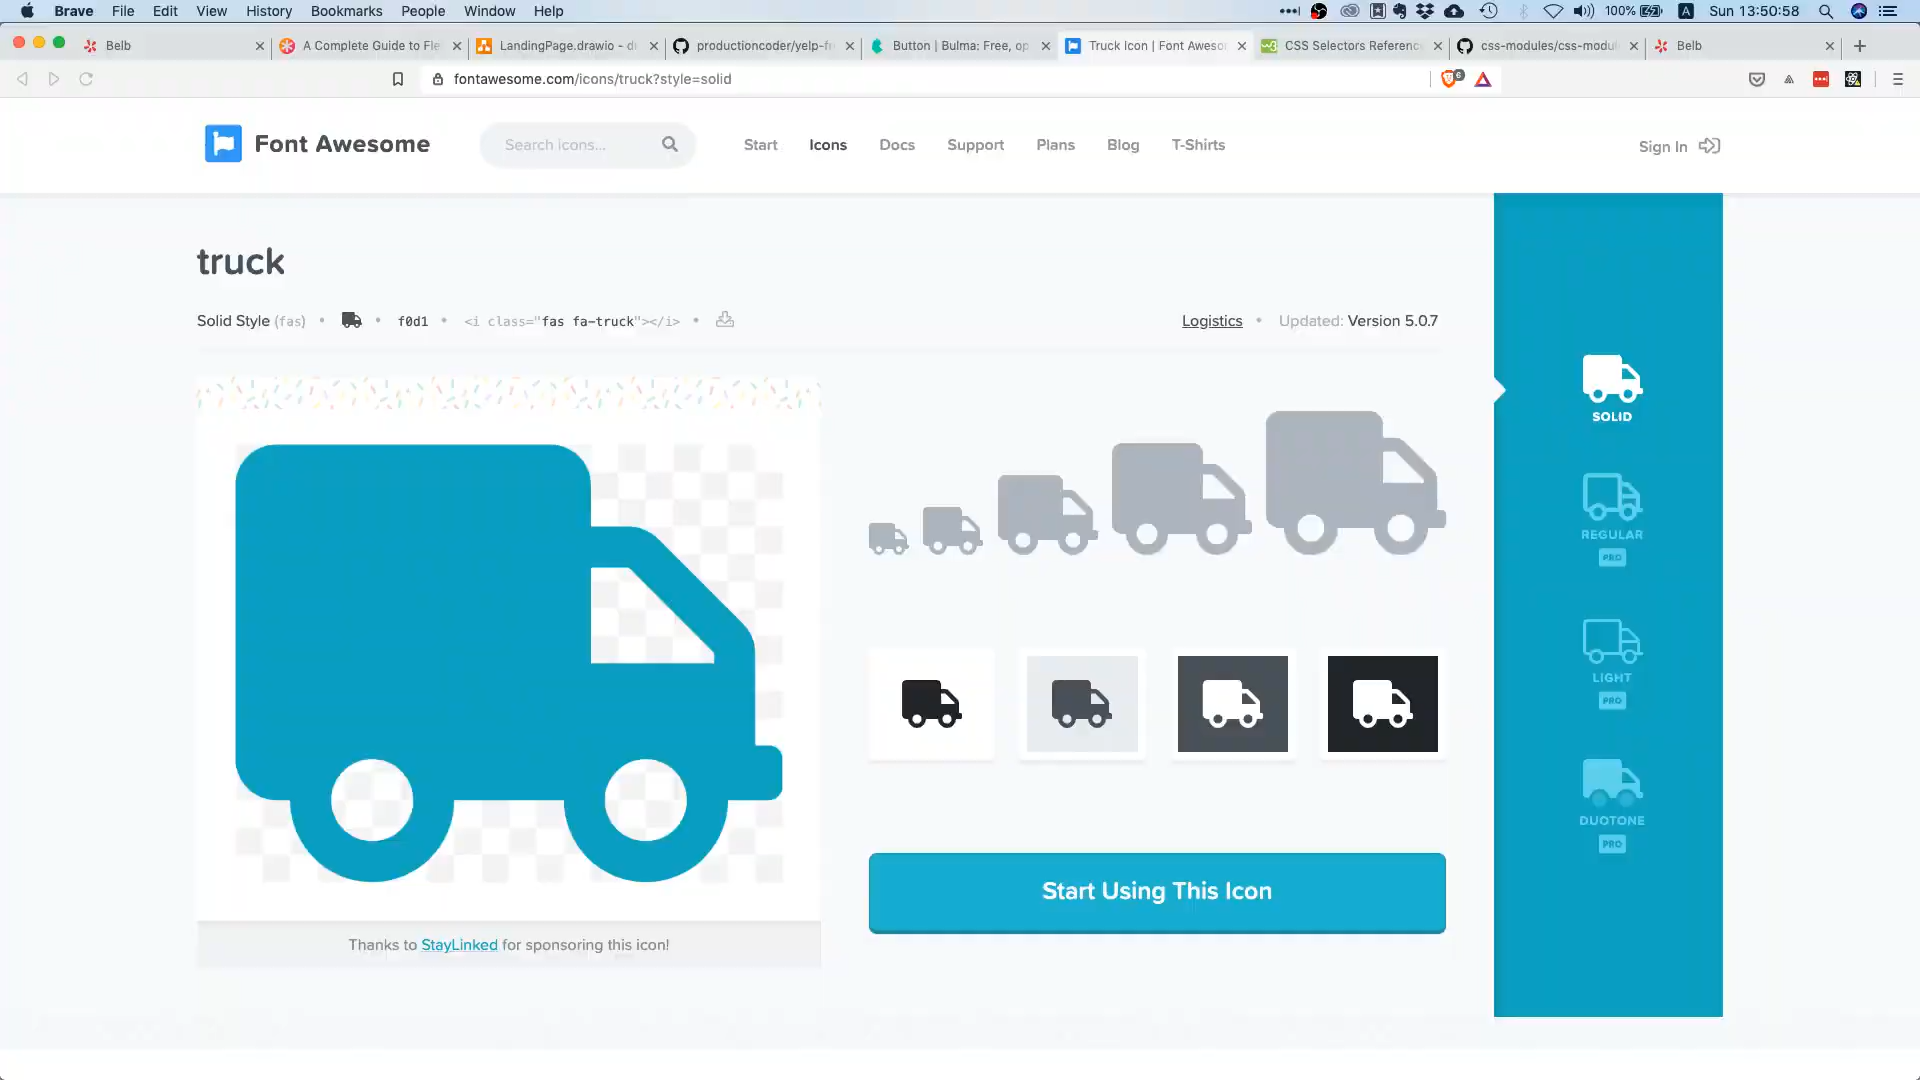 Brave File Edit View History Bookmarks People Window Help 100% A Sun 13:50:58
Belb A Complete Guide to Fle LandingPage.drawio - d productioncoder/yelp-fr Button | Bulma: Free, op Truck Icon | Font Aweso CSS Selectors Referenc css-modules/css-modul Belb
fontawesome.com/icons/truck?style=solid 6
Font Awesome Search icons... Start Icons Docs Support Plans Blog T-Shirts Sign In
truck
Solid Style (fas) • • f0d1 • <i class="fas fa-truck"></i> • Logistics • Updated: Version 5.0.7
SOLID
REGULAR
PRO
LIGHT
PRO
DUOTONE
PRO
Start Using This Icon
Thanks to StayLinked for sponsoring this icon!